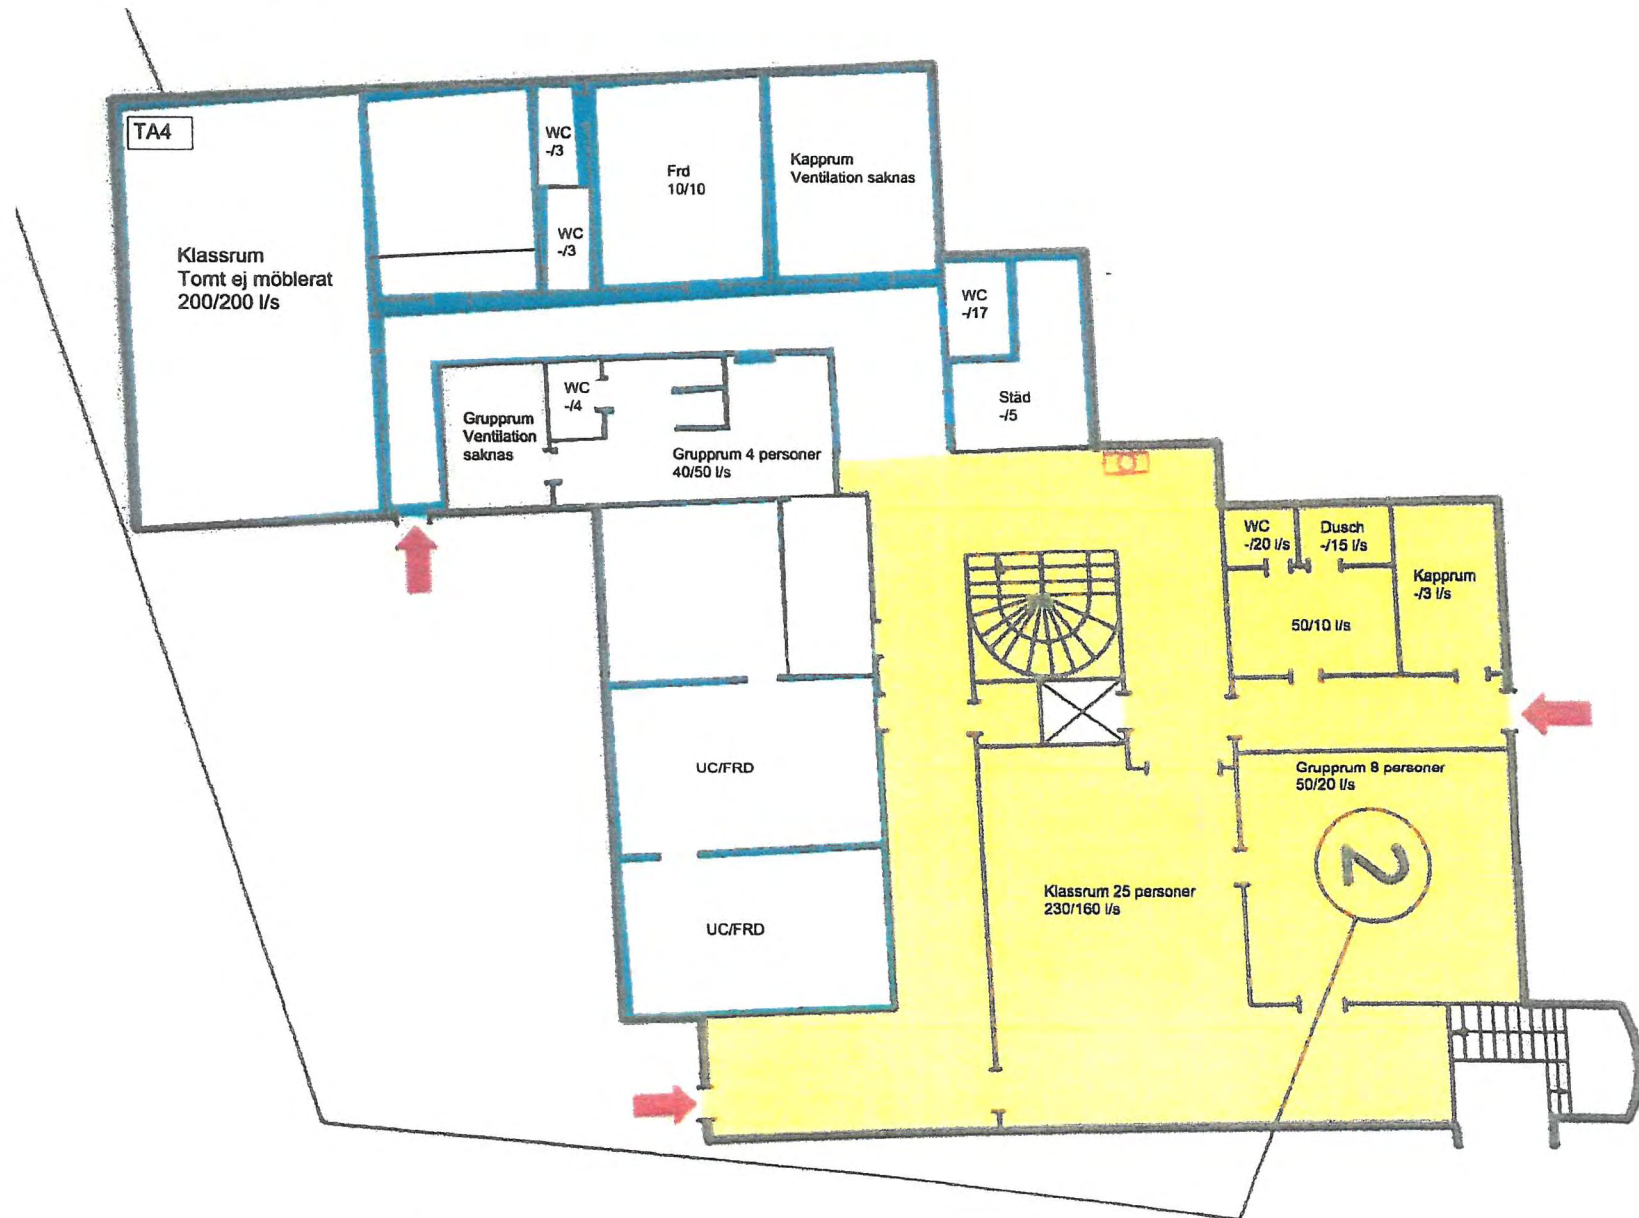 TA4
WC
-/3
Frd
10/10
Kapprum
Ventilation saknas
WC
-/3
Klassrum
Tomt ej möblerat
200/200 l/s
WC
-/17
Städ
-/5
WC
-/4
Grupprum
Ventilation
saknas
Grupprum 4 personer
40/50 l/s
WC
-/20 l/s
Dusch
-/15 l/s
Kapprum
-/3 l/s
50/10 l/s
UC/FRD
Grupprum 8 personer
50/20 l/s
2
Klassrum 25 personer
230/160 l/s
UC/FRD